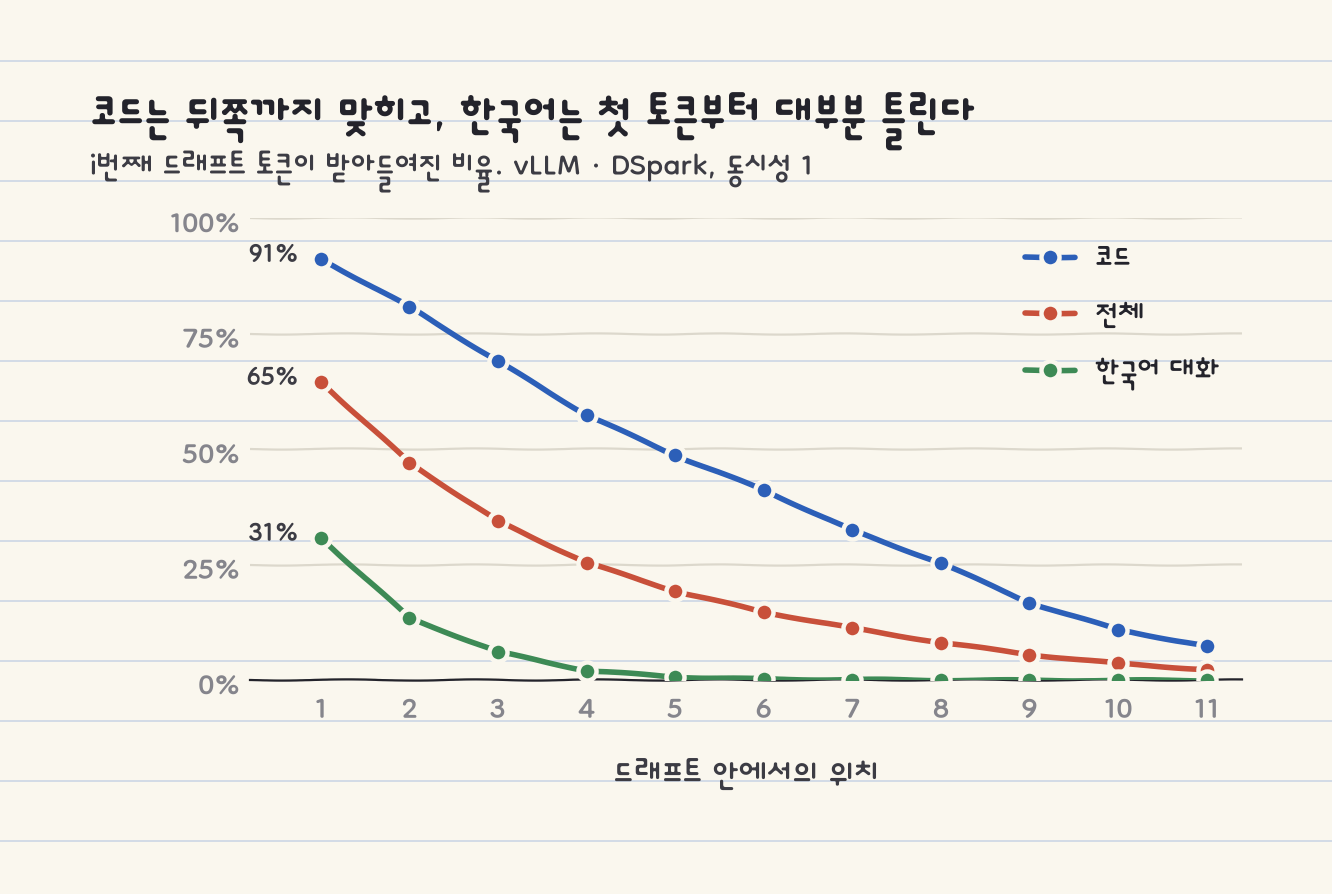 코드는 뒤쪽까지 맞히고, 한국어는 첫 토큰부터 대부분 틀린다
i번째 드래프트 토큰이 받아들여진 비율. vLLM · DSpark, 동시성 1
100%
91%
코드
전체
75%
65%
한국어 대화
50%
31%
25%
0%
1 2 3 4 5 6 7 8 9 10 11
드래프트 안에서의 위치